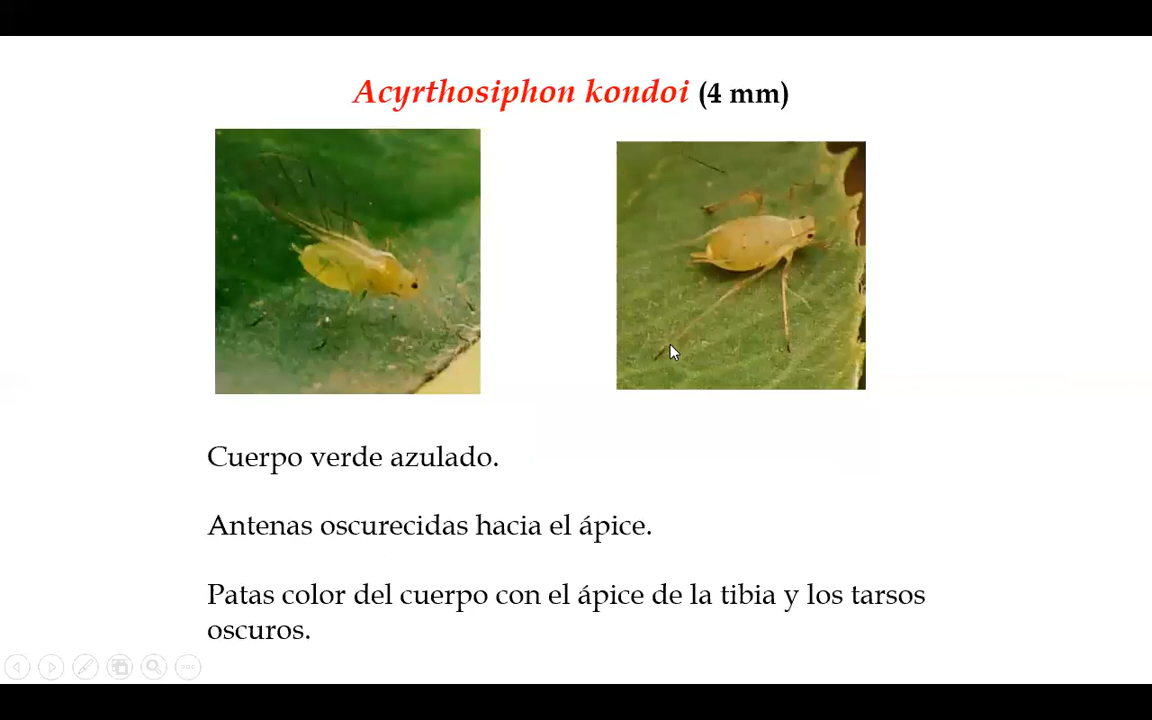 Acyrthosiphon kondoi (4 mm)
Cuerpo verde azulado.
Antenas oscurecidas hacia el ápice.
Patas color del cuerpo con el ápice de la tibia y los tarsos
oscuros.